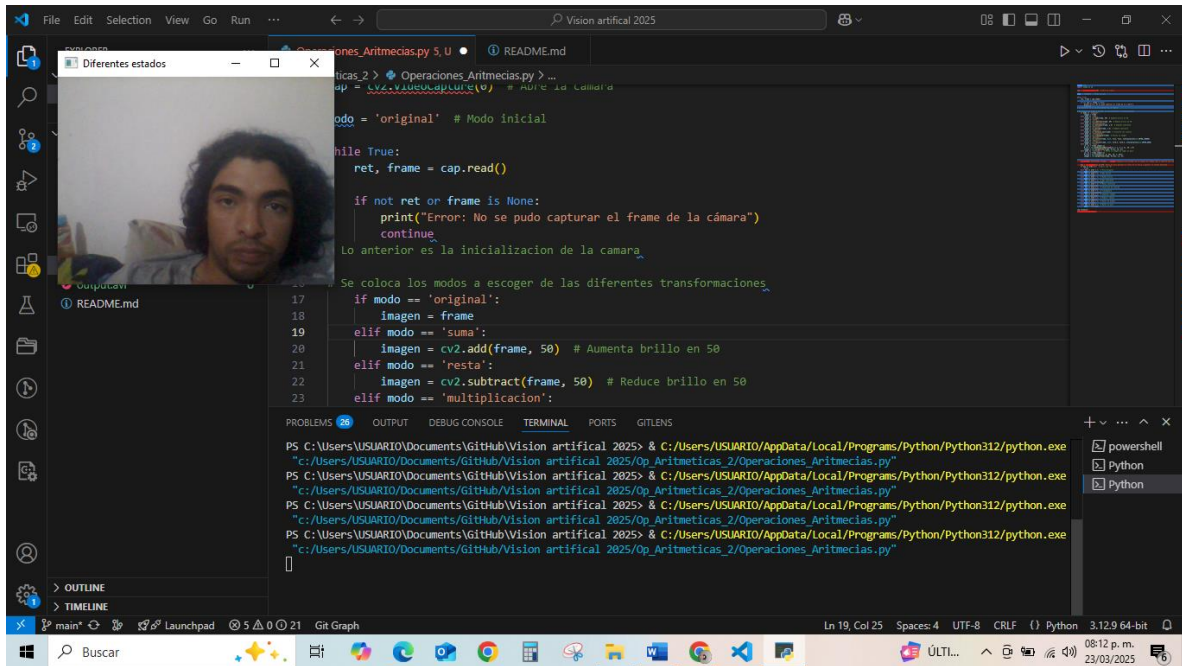 File Edit Selection View Go Run ··· Vision artifical 2025
Operaciones_Aritmecias.py 5, U README.md
Diferentes estados
ticas_2 > Operaciones_Aritmecias.py > ...
ap = cv2.VideoCapture(0) # Abre la camara
odo = 'original' # Modo inicial
hile True:
ret, frame = cap.read()
if not ret or frame is None:
print("Error: No se pudo capturar el frame de la cámara")
continue
Lo anterior es la inicializacion de la camara
Se coloca los modos a escoger de las diferentes transformaciones
output.avi
README.md
17 if modo == 'original':
18 imagen = frame
19 elif modo == 'suma':
20 imagen = cv2.add(frame, 50) # Aumenta brillo en 50
21 elif modo == 'resta':
22 imagen = cv2.subtract(frame, 50) # Reduce brillo en 50
23 elif modo == 'multiplicacion':
PROBLEMS 26 OUTPUT DEBUG CONSOLE TERMINAL PORTS GITLENS
PS C:\Users\USUARIO\Documents\GitHub\Vision artifical 2025> & C:/Users/USUARIO/AppData/Local/Programs/Python/Python312/python.exe
"c:/Users/USUARIO/Documents/GitHub/Vision artifical 2025/Op_Aritmeticas_2/Operaciones_Aritmecias.py"
PS C:\Users\USUARIO\Documents\GitHub\Vision artifical 2025> & C:/Users/USUARIO/AppData/Local/Programs/Python/Python312/python.exe
"c:/Users/USUARIO/Documents/GitHub/Vision artifical 2025/Op_Aritmeticas_2/Operaciones_Aritmecias.py"
PS C:\Users\USUARIO\Documents\GitHub\Vision artifical 2025> & C:/Users/USUARIO/AppData/Local/Programs/Python/Python312/python.exe
"c:/Users/USUARIO/Documents/GitHub/Vision artifical 2025/Op_Aritmeticas_2/Operaciones_Aritmecias.py"
PS C:\Users\USUARIO\Documents\GitHub\Vision artifical 2025> & C:/Users/USUARIO/AppData/Local/Programs/Python/Python312/python.exe
"c:/Users/USUARIO/Documents/GitHub/Vision artifical 2025/Op_Aritmeticas_2/Operaciones_Aritmecias.py"
powershell
Python
Python
OUTLINE
TIMELINE
main* Launchpad 5 0 21 Git Graph Ln 19, Col 25 Spaces: 4 UTF-8 CRLF {} Python 3.12.9 64-bit
Buscar ÚLTI... 08:12 p. m.
23/03/2025